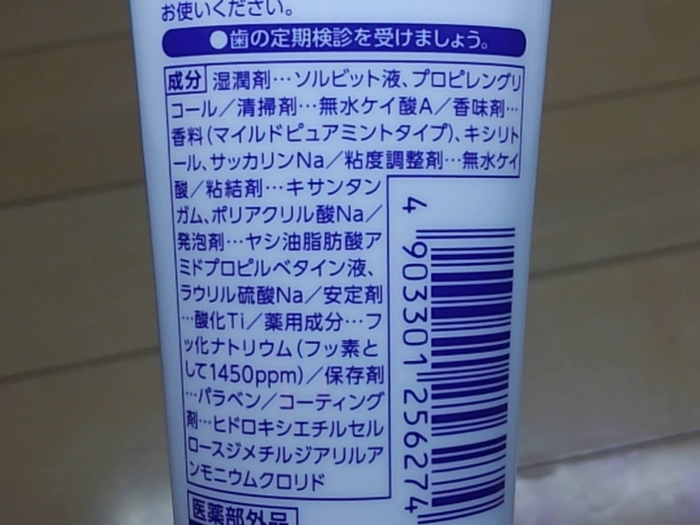 お使いください。
●歯の定期検診を受けましょう。
成分 湿潤剤…ソルビット液、プロピレングリ
コール／清掃剤…無水ケイ酸A／香味剤…
香料(マイルドピュアミントタイプ)、キシリト
ール、サッカリンNa／粘度調整剤…無水ケイ
酸／粘結剤…キサンタン
ガム、ポリアクリル酸Na／
発泡剤…ヤシ油脂肪酸ア
ミドプロピルベタイン液、
ラウリル硫酸Na／安定剤
…酸化Ti／薬用成分…フ
ッ化ナトリウム(フッ素と
して1450ppm)／保存剤
…パラベン／コーティング
剤…ヒドロキシエチルセル
ロースジメチルジアリルア
ンモニウムクロリド
4 903301 256274
医薬部外品